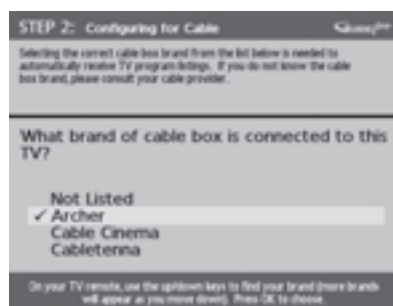 STEP 2: Configuring for Cable
Selecting the correct cable box brand from the list below is needed to
automatically receive TV program listings. If you do not know the cable
box brand, please consult your cable provider.
What brand of cable box is connected to this
TV?
Not Listed
✓ Archer
Cable Cinema
Cabletenna
On your TV remote, use the up/down keys to find your brand (more brands
will appear as you move down). Press OK to choose.